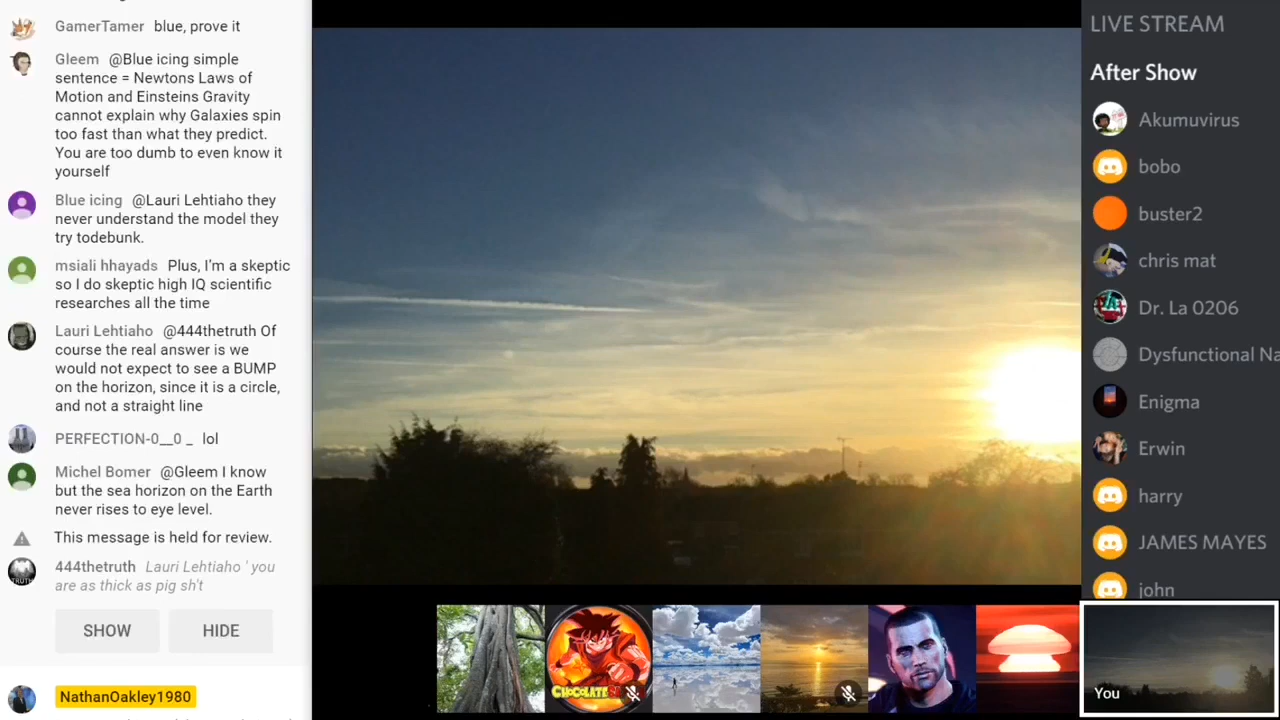 GamerTamer blue, prove it
Gleem @Blue icing simple
sentence = Newtons Laws of
Motion and Einsteins Gravity
cannot explain why Galaxies spin
too fast than what they predict.
You are too dumb to even know it
yourself
Blue icing @Lauri Lehtiaho they
never understand the model they
try todebunk.
msiali hhayads Plus, I'm a skeptic
so I do skeptic high IQ scientific
researches all the time
Lauri Lehtiaho @444thetruth Of
course the real answer is we
would not expect to see a BUMP
on the horizon, since it is a circle,
and not a straight line
PERFECTION-0__0 _ lol
Michel Bomer @Gleem I know
but the sea horizon on the Earth
never rises to eye level.
This message is held for review.
444thetruth Lauri Lehtiaho ' you
are as thick as pig sh't
SHOW HIDE
NathanOakley1980
CHOCOLATE
LIVE STREAM
After Show
Akumuvirus
bobo
buster2
chris mat
Dr. La 0206
Dysfunctional Na
Enigma
Erwin
harry
JAMES MAYES
john
You